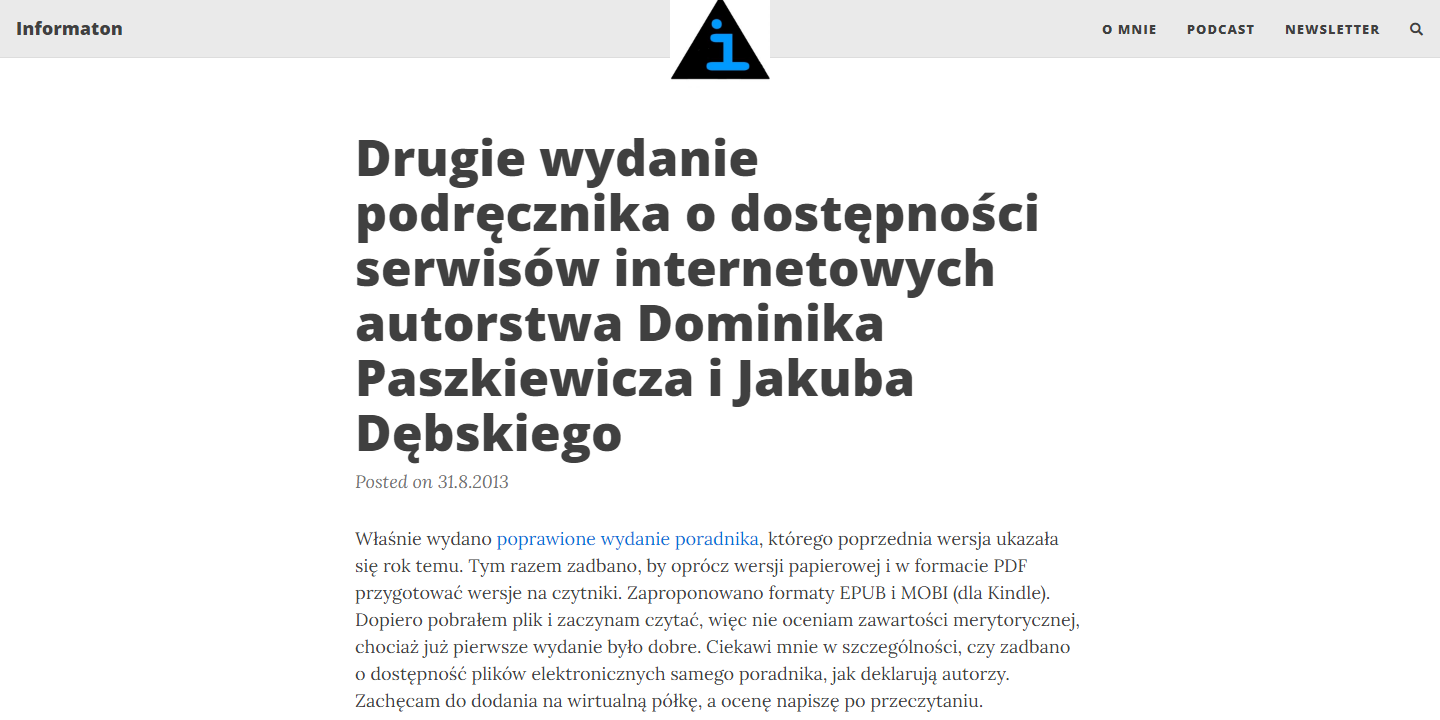 Informaton
i
O MNIE
PODCAST
NEWSLETTER
Drugie wydanie
podręcznika o dostępności
serwisów internetowych
autorstwa Dominika
Paszkiewicza i Jakuba
Dębskiego
Posted on 31.8.2013
Właśnie wydano poprawione wydanie poradnika, którego poprzednia wersja ukazała
się rok temu. Tym razem zadbano, by oprócz wersji papierowej i w formacie PDF
przygotować wersje na czytniki. Zaproponowano formaty EPUB i MOBI (dla Kindle).
Dopiero pobrałem plik i zaczynam czytać, więc nie oceniam zawartości merytorycznej,
chociaż już pierwsze wydanie było dobre. Ciekawi mnie w szczególności, czy zadbano
o dostępność plików elektronicznych samego poradnika, jak deklarują autorzy.
Zachęcam do dodania na wirtualną półkę, a ocenę napiszę po przeczytaniu.